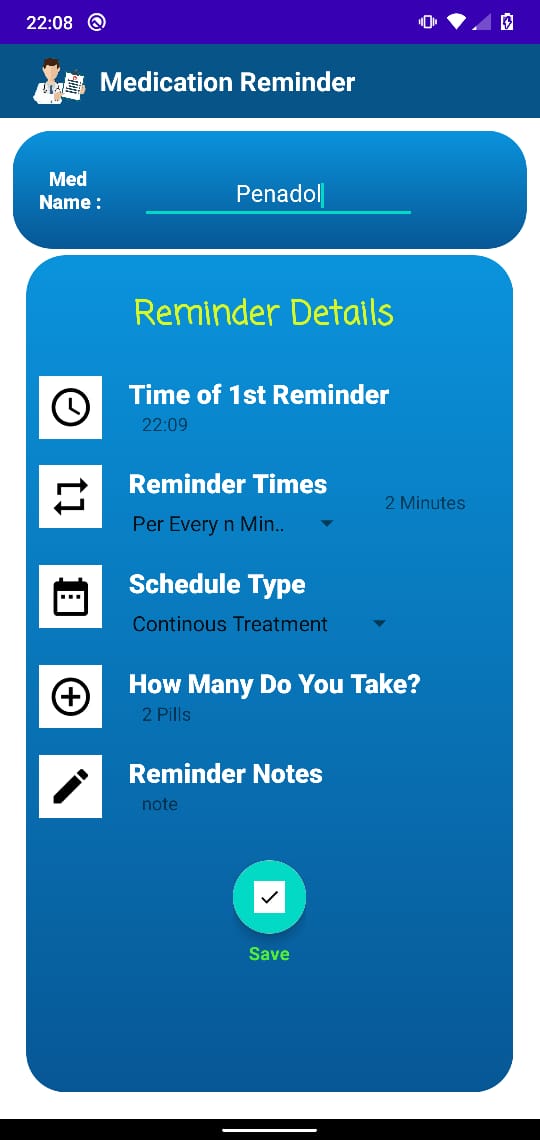 22:08
Medication Reminder
Med
Name :
Penadol
Reminder Details
Time of 1st Reminder
22:09
Reminder Times
Per Every n Min..
2 Minutes
Schedule Type
Continous Treatment
How Many Do You Take?
2 Pills
Reminder Notes
note
Save